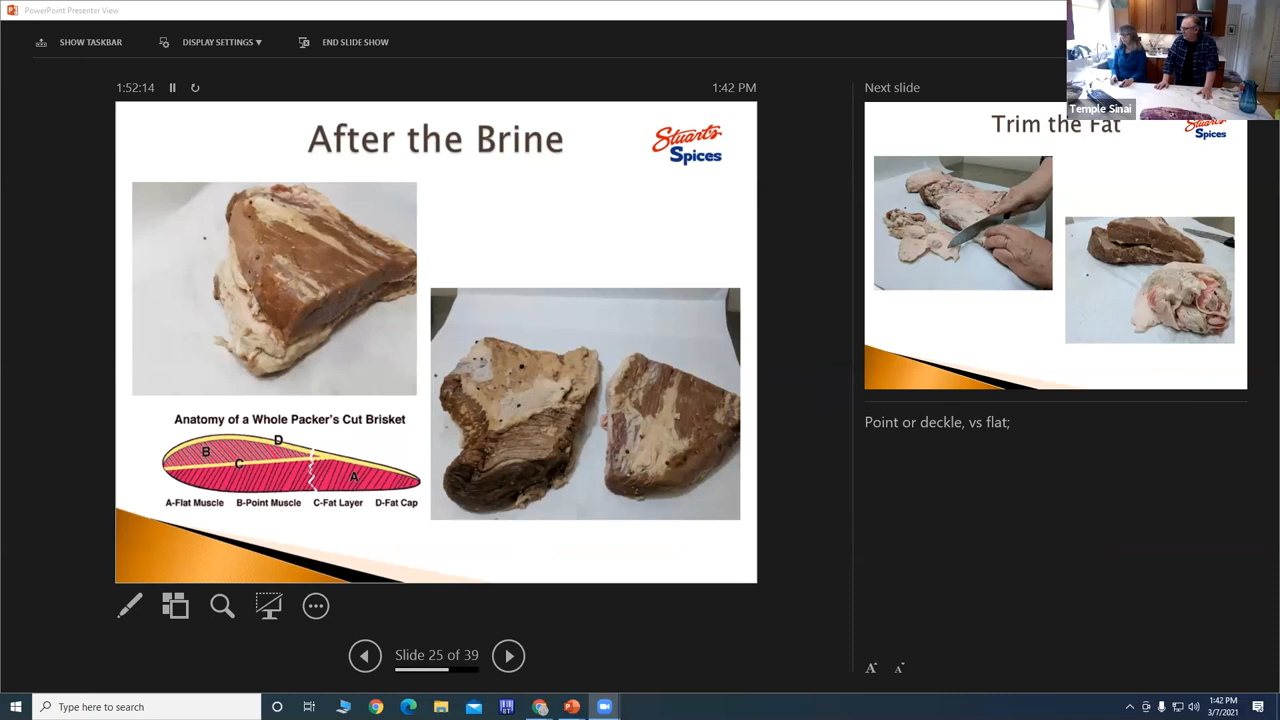 PowerPoint Presenter View
SHOW TASKBAR
DISPLAY SETTINGS ▼
END SLIDE SHOW
1:52:14
1:42 PM
After the Brine
Stuart's
Spices
Anatomy of a Whole Packer's Cut Brisket
D
B
C
A
A-Flat Muscle B-Point Muscle C-Fat Layer D-Fat Cap
Slide 25 of 39
Next slide
Temple Sinai
Trim the Fat
Stuart's
Spices
Point or deckle, vs flat;
A A
Type here to search
BT
1:42 PM
3/7/2021